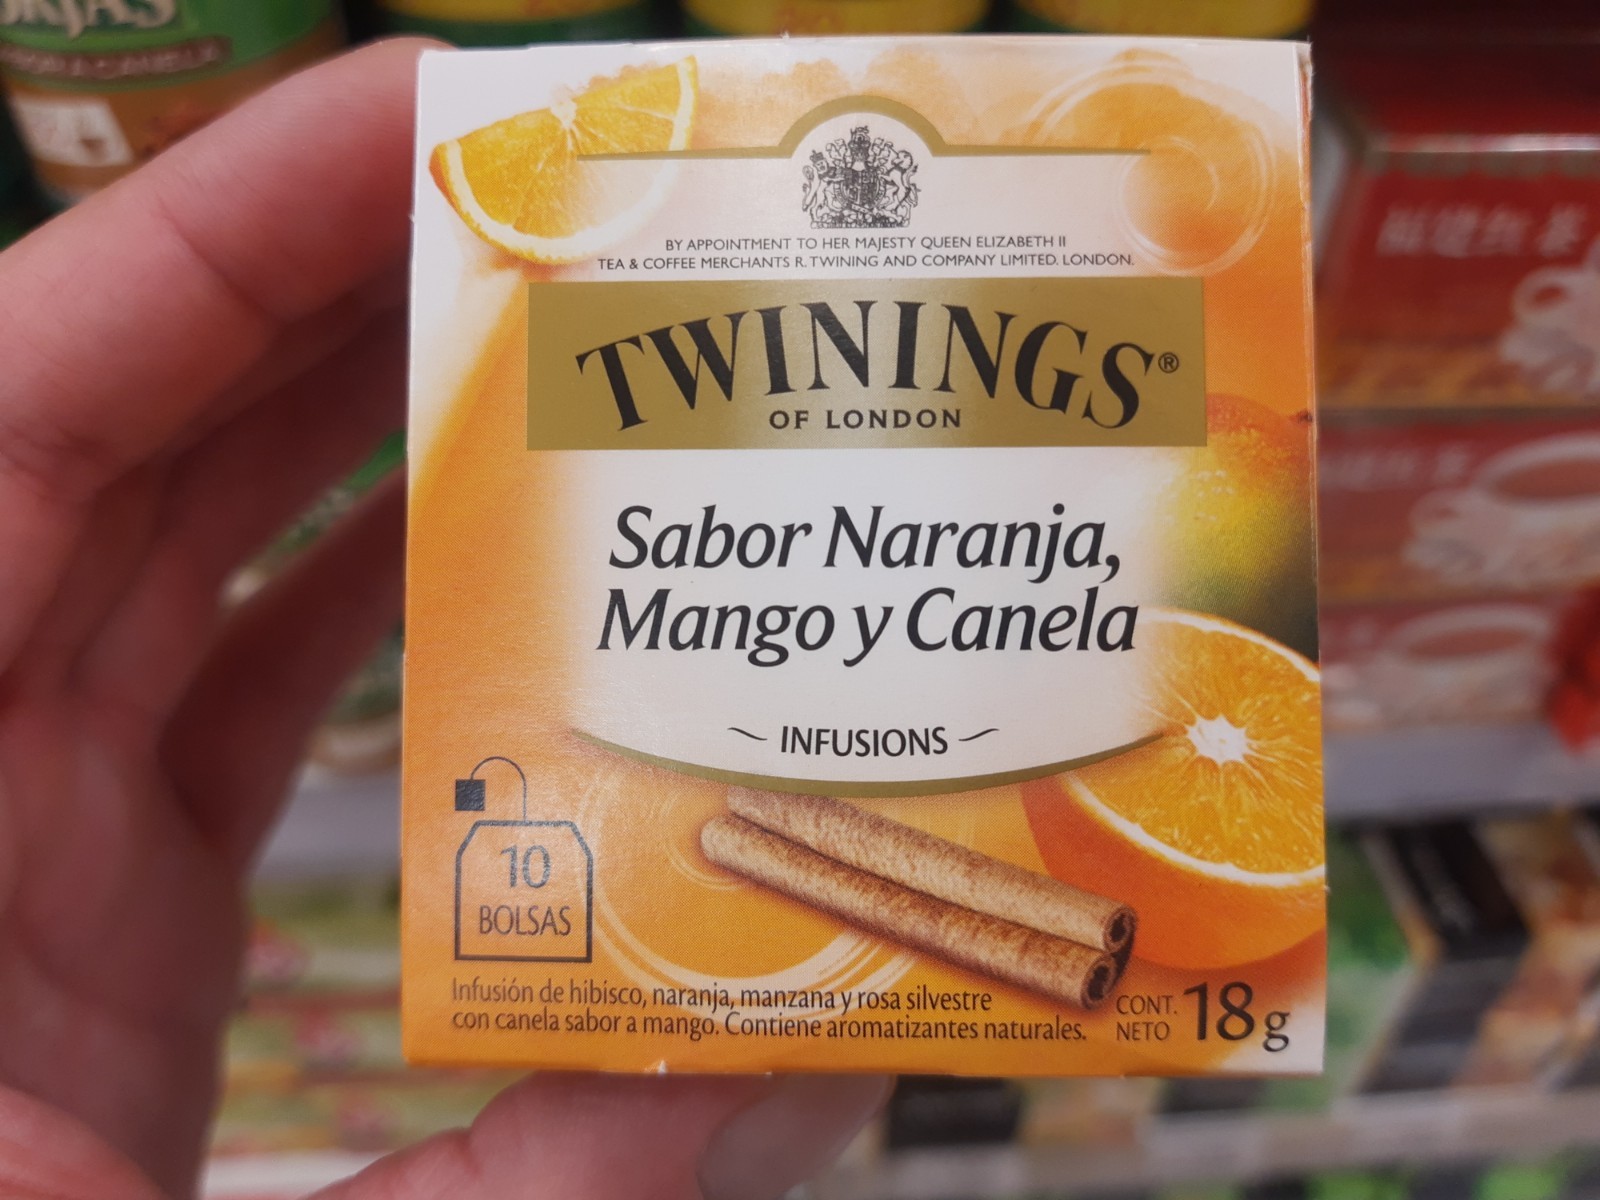 BY APPOINTMENT TO HER MAJESTY QUEEN ELIZABETH II
TEA & COFFEE MERCHANTS R. TWINING AND COMPANY LIMITED. LONDON.
TWININGS®
OF LONDON
Sabor Naranja,
Mango y Canela
INFUSIONS
10
BOLSAS
Infusión de hibisco, naranja, manzana y rosa silvestre
con canela sabor a mango. Contiene aromatizantes naturales.
CONT.
NETO 18 g